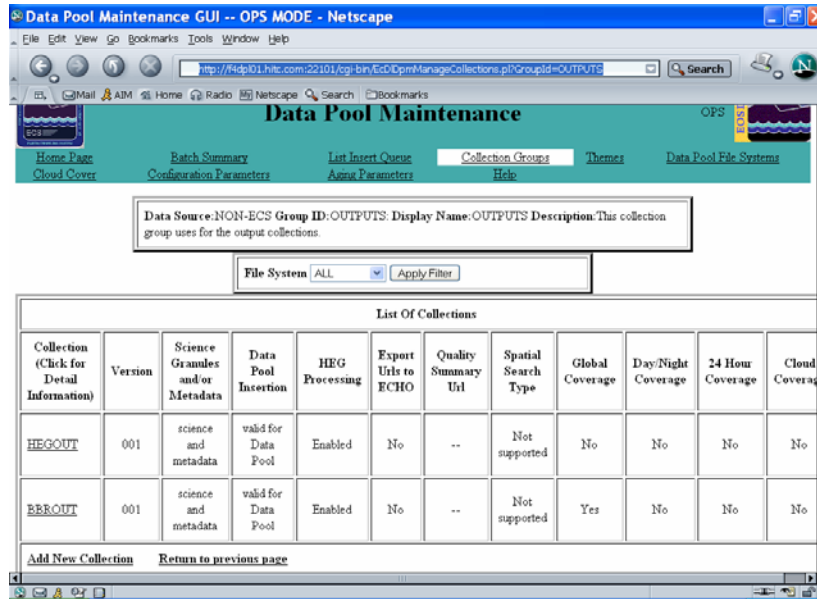 Data Pool Maintenance GUI -- OPS MODE - Netscape
File Edit View Go Bookmarks Tools Window Help
http://f4dpl01.hitc.com:22101/cgi-bin/EcDlDpmManageCollections.pl?GroupId=OUTPUTS
Search
Mail AIM Home Radio Netscape Search Bookmarks
ECS
Data Pool Maintenance
OPS
EOSD
Home Page Batch Summary List Insert Queue Collection Groups Themes Data Pool File Systems
Cloud Cover Configuration Parameters Aging Parameters Help
Data Source:NON-ECS Group ID:OUTPUTS: Display Name:OUTPUTS Description:This collection
group uses for the output collections.
File System ALL Apply Filter
List Of Collections
Collection (Click for Detail Information) Version Science Granules and/or Metadata Data Pool Insertion HEG Processing Export Urls to ECHO Quality Summary Url Spatial Search Type Global Coverage Day/Night Coverage 24 Hour Coverage Cloud Coverag
HEGOUT 001 science and metadata valid for Data Pool Enabled No -- Not supported No No No No
BBROUT 001 science and metadata valid for Data Pool Enabled No -- Not supported Yes No No No
Add New Collection Return to previous page